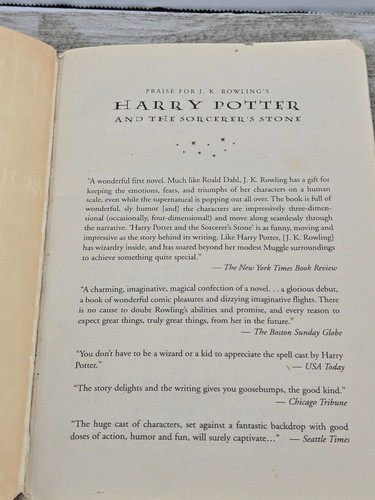 PRAISE FOR J. K. ROWLING'S
HARRY POTTER
AND THE SORCERER'S STONE
"A wonderful first novel. Much like Roald Dahl, J. K. Rowling has a gift for
keeping the emotions, fears, and triumphs of her characters on a human
scale, even while the supernatural is popping out all over. The book is full of
wonderful, sly humor [and] the characters are impressively three-dimen-
sional (occasionally, four-dimensional!) and move along seamlessly through
the narrative. 'Harry Potter and the Sorcerer's Stone' is as funny, moving and
impressive as the story behind its writing. Like Harry Potter, [J. K. Rowling]
has wizardry inside, and has soared beyond her modest Muggle surroundings
to achieve something quite special."
— The New York Times Book Review
"A charming, imaginative, magical confection of a novel. . . a glorious debut,
a book of wonderful comic pleasures and dizzying imaginative flights. There
is no cause to doubt Rowling's abilities and promise, and every reason to
expect great things, truly great things, from her in the future."
— The Boston Sunday Globe
"You don't have to be a wizard or a kid to appreciate the spell cast by Harry
Potter." — USA Today
"The story delights and the writing gives you goosebumps, the good kind."
— Chicago Tribune
"The huge cast of characters, set against a fantastic backdrop with good
doses of action, humor and fun, will surely captivate…" — Seattle Times